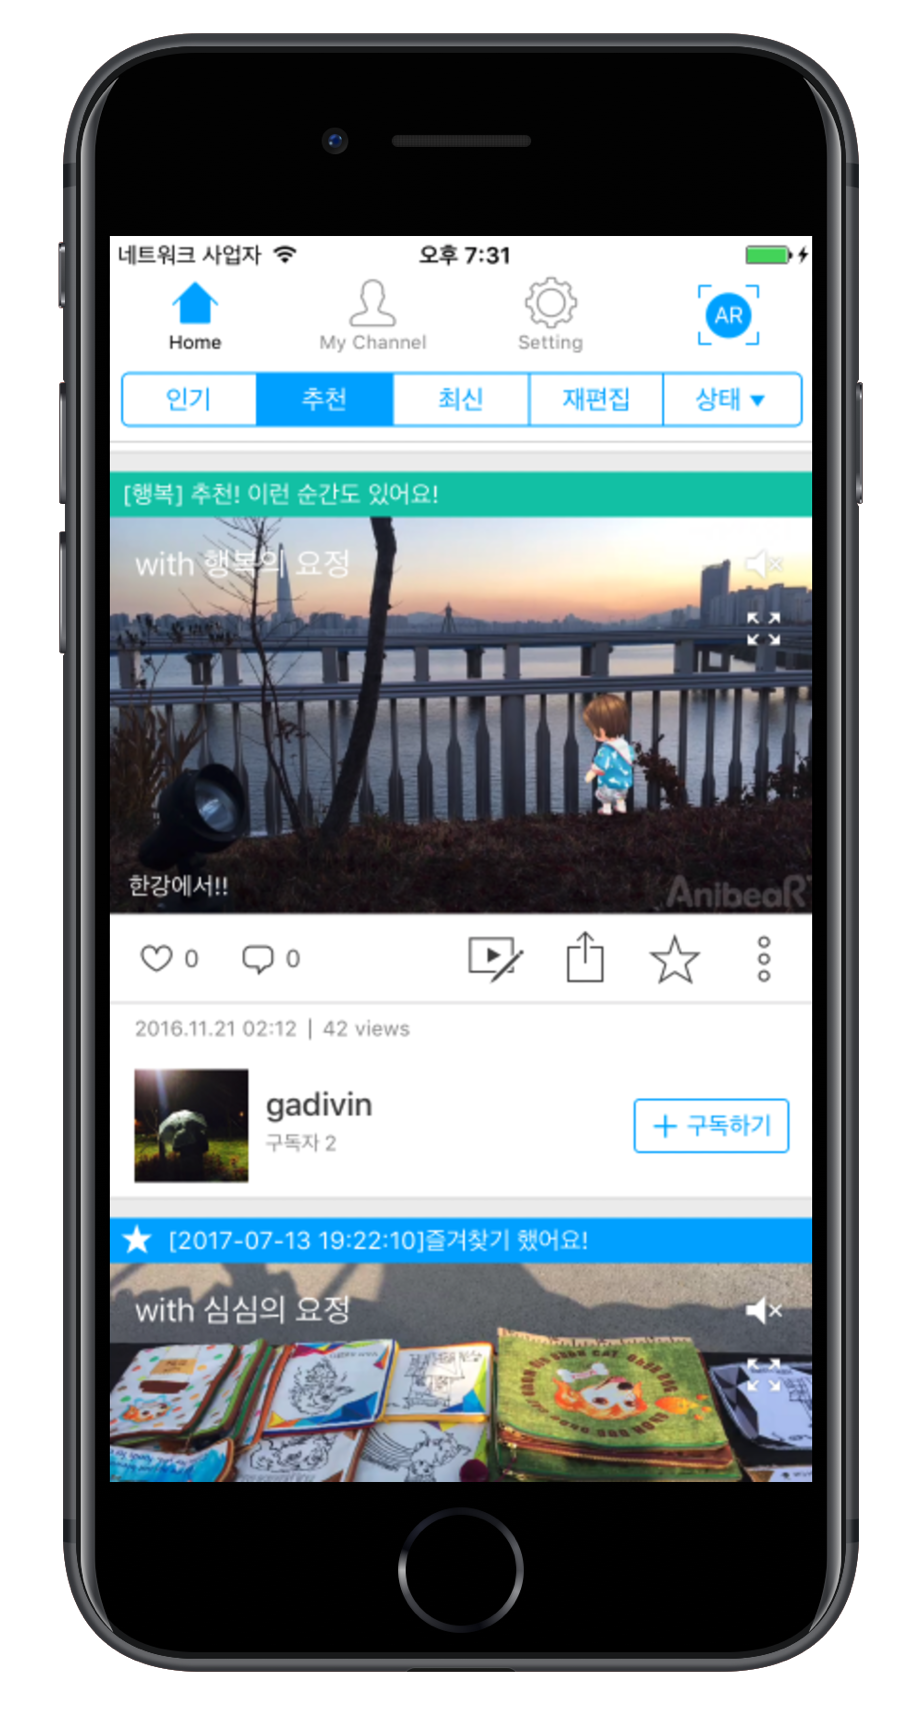 네트워크 사업자 오후 7:31
Home My Channel Setting AR
인기 추천 최신 재편집 상태
[행복] 추천! 이런 순간도 있어요!
with 행복의 요정
한강에서!!
AnibeaR
0 0
2016.11.21 02:12 | 42 views
gadivin
구독자 2
+ 구독하기
[2017-07-13 19:22:10]즐겨찾기 했어요!
with 심심의 요정